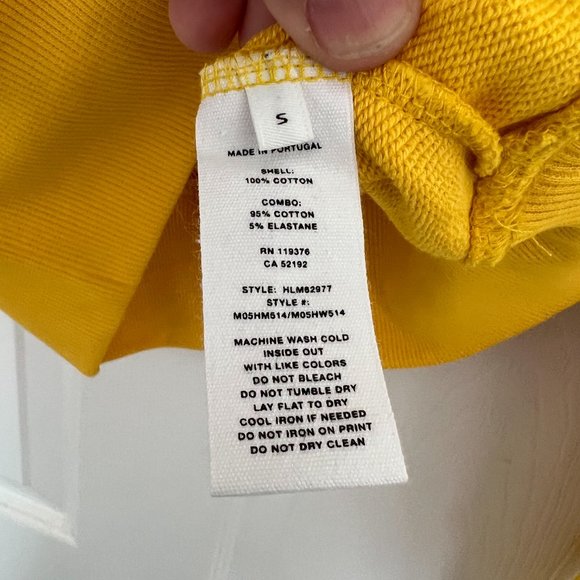 S
MADE IN PORTUGAL
SHELL:
100% COTTON
COMBO:
95% COTTON
5% ELASTANE
RN 119376
CA 52192
STYLE: HLM62977
STYLE #:
M05HM514/M05HW514
MACHINE WASH COLD
INSIDE OUT
WITH LIKE COLORS
DO NOT BLEACH
DO NOT TUMBLE DRY
LAY FLAT TO DRY
COOL IRON IF NEEDED
DO NOT IRON ON PRINT
DO NOT DRY CLEAN